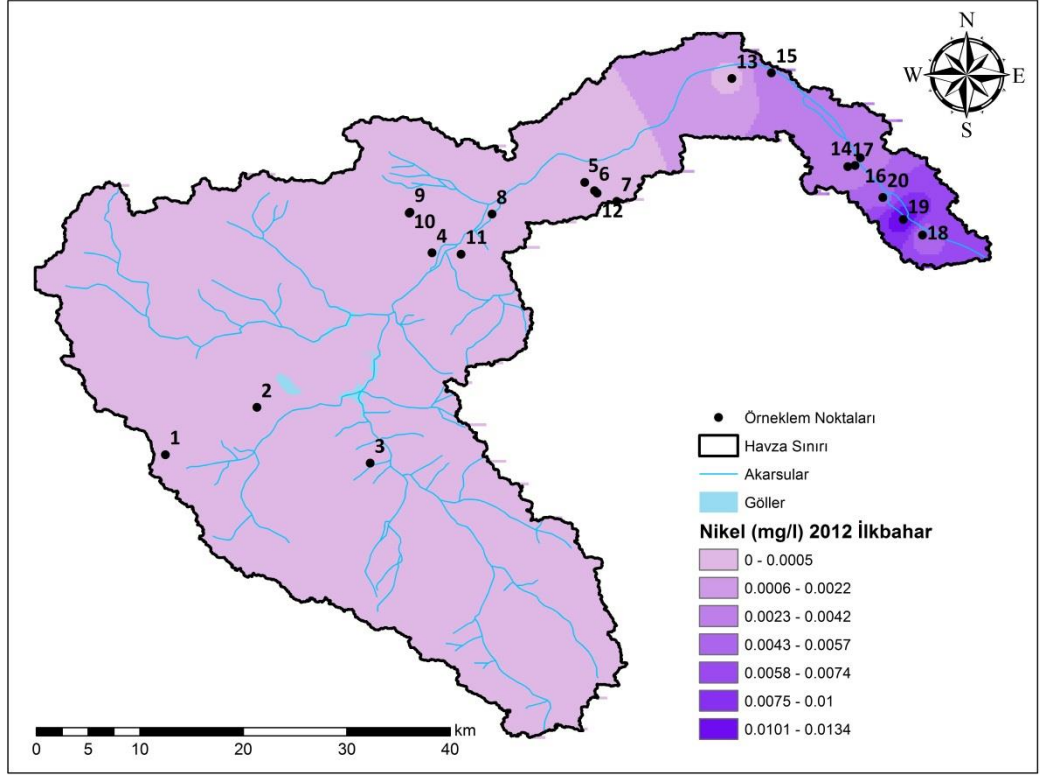 N
W E
S
13
15
14
17
16
20
19
18
5
6
7
12
9
10
8
4
11
2
1
3
Örneklem Noktaları
Havza Sınırı
Akarsular
Göller
Nikel (mg/l) 2012 İlkbahar
0 - 0.0005
0.0006 - 0.0022
0.0023 - 0.0042
0.0043 - 0.0057
0.0058 - 0.0074
0.0075 - 0.01
0.0101 - 0.0134
km
0 5 10 20 30 40